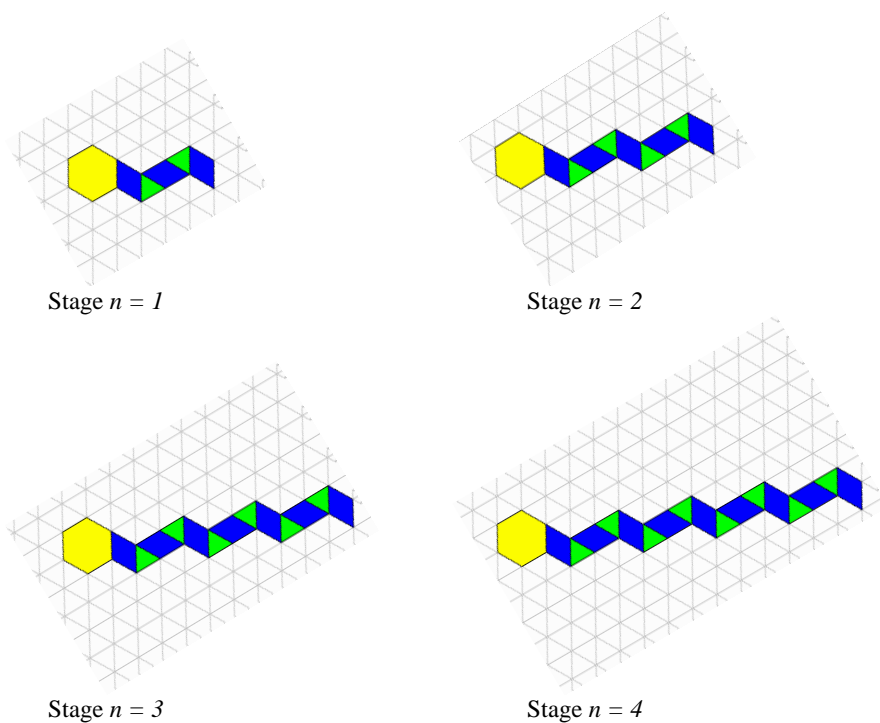 Stage n = 1
Stage n = 2
Stage n = 3
Stage n = 4